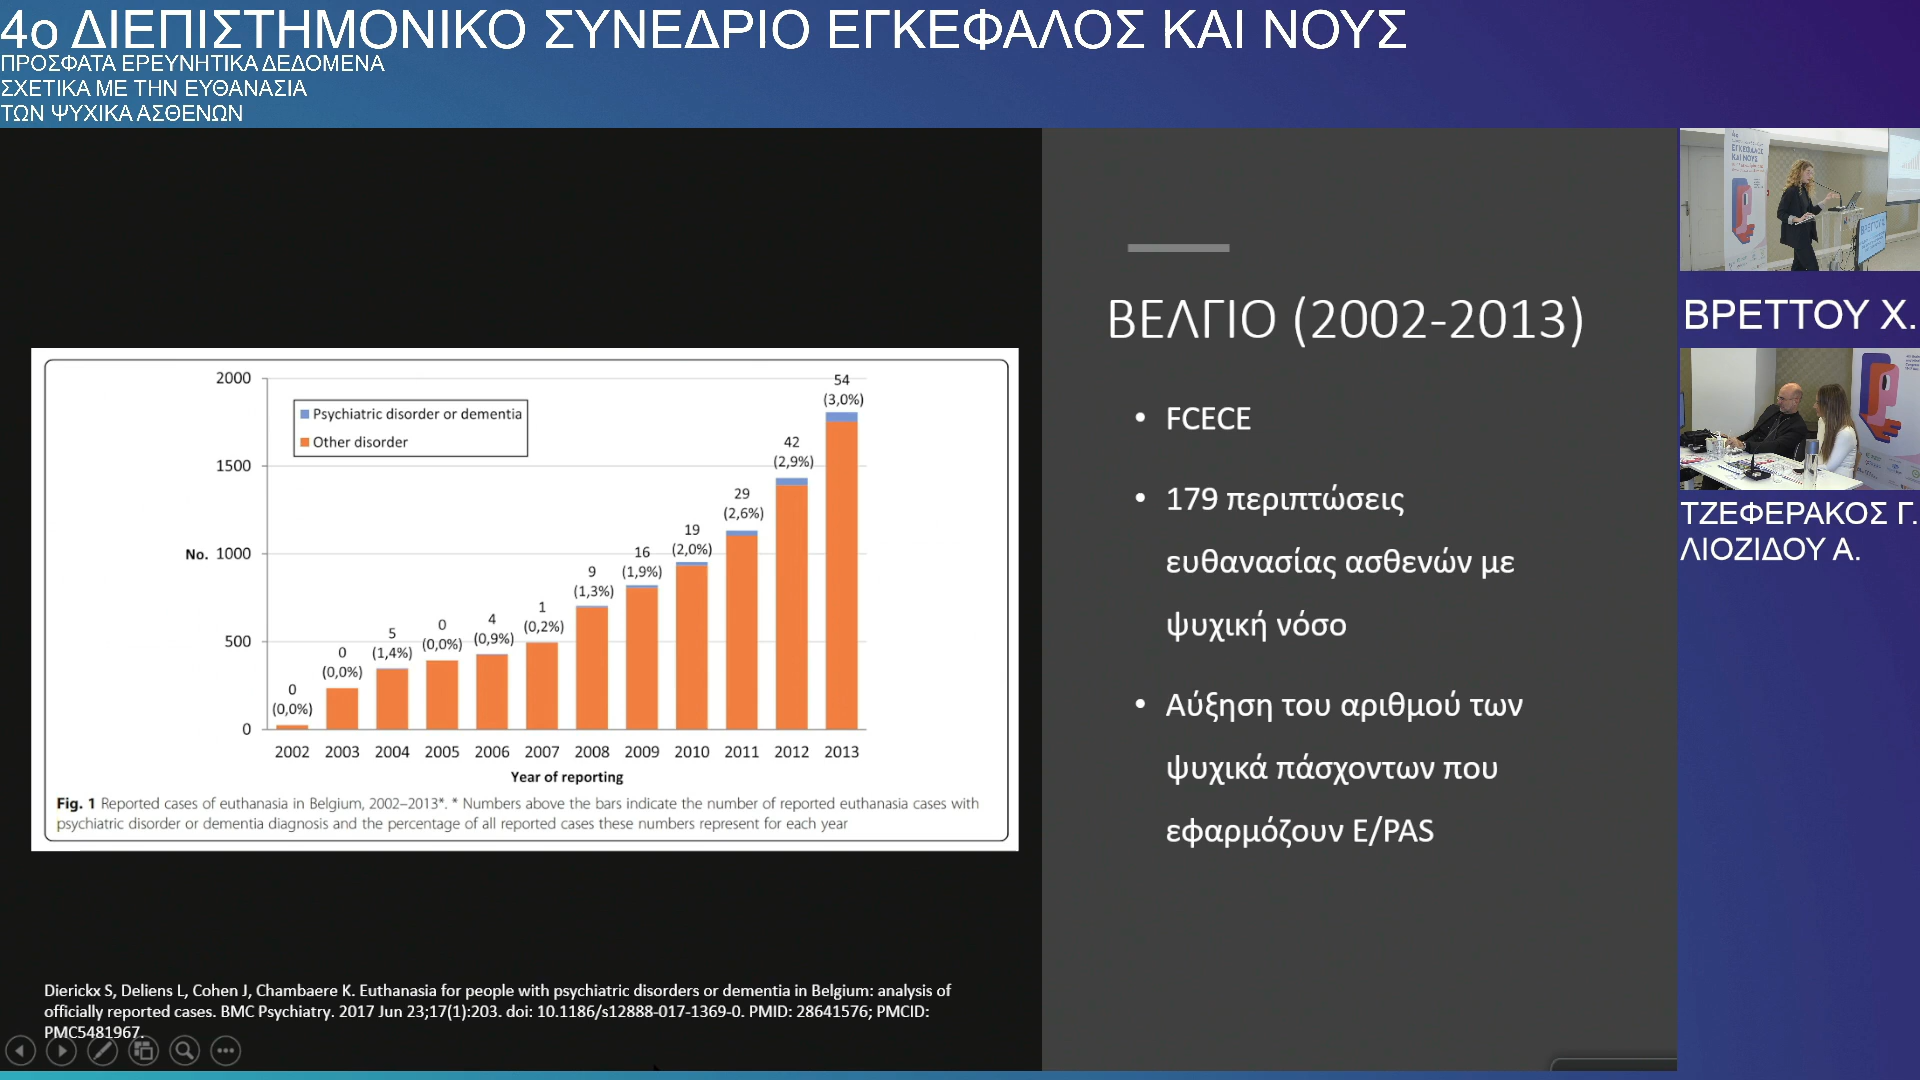 4ο ΔΙΕΠΙΣΤΗΜΟΝΙΚΟ ΣΥΝΕΔΡΙΟ ΕΓΚΕΦΑΛΟΣ ΚΑΙ ΝΟΥΣ
ΠΡΟΣΦΑΤΑ ΕΡΕΥΝΗΤΙΚΑ ΔΕΔΟΜΕΝΑ
ΣΧΕΤΙΚΑ ΜΕ ΤΗΝ ΕΥΘΑΝΑΣΙΑ
ΤΩΝ ΨΥΧΙΚΑ ΑΣΘΕΝΩΝ
2000
1500
No. 1000
500
0
Psychiatric disorder or dementia
Other disorder
0
(0,0%)
0
(0,0%)
5
(1,4%)
0
(0,0%)
4
(0,9%)
1
(0,2%)
9
(1,3%)
16
(1,9%)
19
(2,0%)
29
(2,6%)
42
(2,9%)
54
(3,0%)
2002 2003 2004 2005 2006 2007 2008 2009 2010 2011 2012 2013
Year of reporting
Fig. 1 Reported cases of euthanasia in Belgium, 2002–2013*. * Numbers above the bars indicate the number of reported euthanasia cases with
psychiatric disorder or dementia diagnosis and the percentage of all reported cases these numbers represent for each year
Dierickx S, Deliens L, Cohen J, Chambaere K. Euthanasia for people with psychiatric disorders or dementia in Belgium: analysis of
officially reported cases. BMC Psychiatry. 2017 Jun 23;17(1):203. doi: 10.1186/s12888-017-1369-0. PMID: 28641576; PMCID:
PMC5481967.
ΒΕΛΓΙΟ (2002-2013)
• FCECE
• 179 περιπτώσεις
ευθανασίας ασθενών με
ψυχική νόσο
• Αύξηση του αριθμού των
ψυχικά πάσχοντων που
εφαρμόζουν E/PAS
ΕΓΚΕΦΑΛΟΣ
ΚΑΙ ΝΟΥΣ
ΒΡΕΤΤΟΥ Χ.
ΤΖΕΦΕΡΑΚΟΣ Γ.
ΛΙΟΖΙΔΟΥ Α.